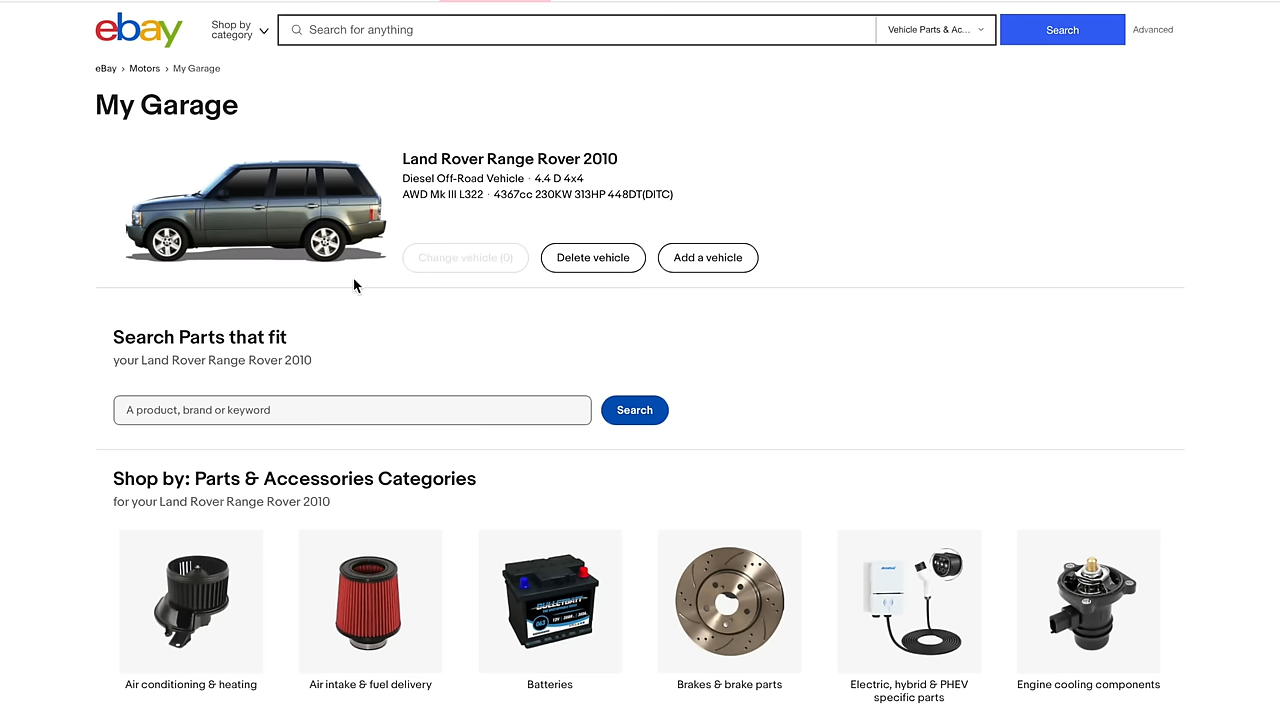 ebay
Shop by
category
Search for anything
Vehicle Parts & Ac...
Search
Advanced
eBay › Motors › My Garage
My Garage
Land Rover Range Rover 2010
Diesel Off-Road Vehicle · 4.4 D 4x4
AWD Mk III L322 · 4367cc 230KW 313HP 448DT(DITC)
Change vehicle (0)
Delete vehicle
Add a vehicle
Search Parts that fit
your Land Rover Range Rover 2010
A product, brand or keyword
Search
Shop by: Parts & Accessories Categories
for your Land Rover Range Rover 2010
BULLETBATT
063
12V
Air conditioning & heating
Air intake & fuel delivery
Batteries
Brakes & brake parts
Electric, hybrid & PHEV
specific parts
Engine cooling components